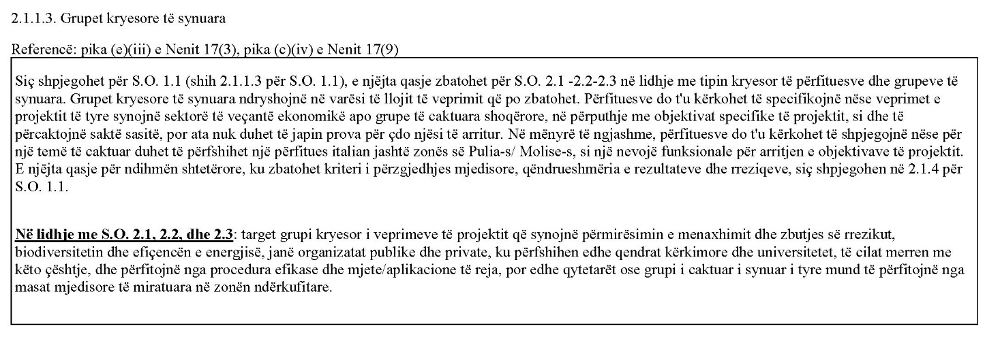 2.1.1.3. Grupet kryesore të synuara
Referencë: pika (e)(iii) e Nenit 17(3), pika (c)(iv) e Nenit 17(9)
Siç shpjegohet për S.O. 1.1 (shih 2.1.1.3 për S.O. 1.1), e njëjta qasje zbatohet për S.O. 2.1 -2.2-2.3 në lidhje me tipin kryesor të përfituesve dhe grupeve të
synuara. Grupet kryesore të synuara ndryshojnë në varësi të llojit të veprimit që po zbatohet. Përfituesve do t'u kërkohet të specifikojnë nëse veprimet e
projektit të tyre synojnë sektorë të veçantë ekonomikë apo grupe të caktuara shoqërore, në përputhje me objektivat specifike të projektit, si dhe të
përcaktojnë saktë sasitë, por ata nuk duhet të japin prova për çdo njësi të arritur. Në mënyrë të ngjashme, përfituesve do t'u kërkohet të shpjegojnë nëse për
një temë të caktuar duhet të përfshihet një përfitues italian jashtë zonës së Pulia-s/ Molise-s, si një nevojë funksionale për arritjen e objektivave të projektit.
E njëjta qasje për ndihmën shtetërore, ku zbatohet kriteri i përzgjedhjes mjedisore, qëndrueshmëria e rezultateve dhe rreziqeve, siç shpjegohen në 2.1.4 për
S.O. 1.1.
Në lidhje me S.O. 2.1, 2.2, dhe 2.3: target grupi kryesor i veprimeve të projektit që synojnë përmirësimin e menaxhimit dhe zbutjes së rrezikut,
biodiversitetin dhe efiçencën e energjisë, janë organizatat publike dhe private, ku përfshihen edhe qendrat kërkimore dhe universitetet, të cilat merren me
këto çështje, dhe përfitojnë nga procedura efikase dhe mjete/aplikacione të reja, por edhe qytetarët ose grupi i caktuar i synuar i tyre mund të përfitojnë nga
masat mjedisore të miratuara në zonën ndërkufitare.